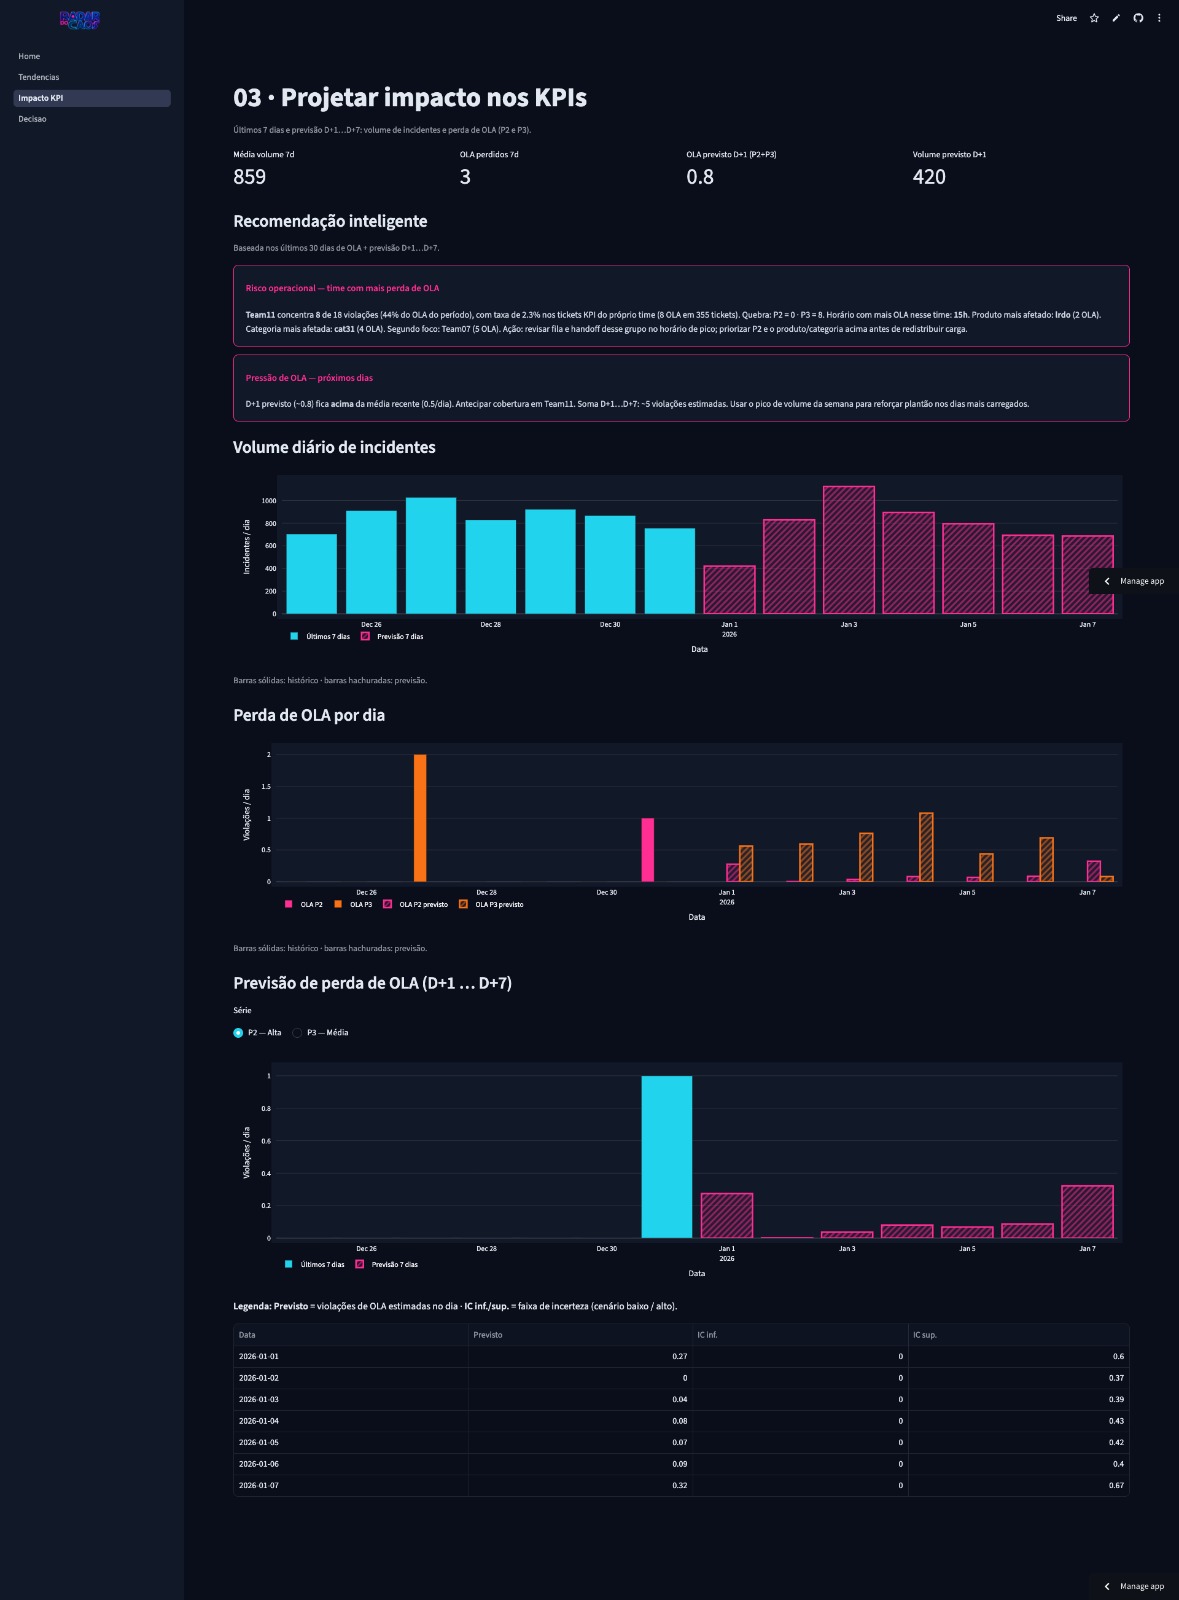 RADAR
DO
CAOS
Share
Home
Tendencias
Impacto KPI
Decisao
03 · Projetar impacto nos KPIs
Últimos 7 dias e previsão D+1…D+7: volume de incidentes e perda de OLA (P2 e P3).
Média volume 7d
OLA perdidos 7d
OLA previsto D+1 (P2+P3)
Volume previsto D+1
859
3
0.8
420
Recomendação inteligente
Baseada nos últimos 30 dias de OLA + previsão D+1…D+7.
Risco operacional — time com mais perda de OLA
Team11 concentra 8 de 18 violações (44% do OLA do período), com taxa de 2.3% nos tickets KPI do próprio time (8 OLA em 355 tickets). Quebra: P2 = 0 · P3 = 8. Horário com mais OLA nesse time: 15h. Produto mais afetado: lrdo (2 OLA).
Categoria mais afetada: cat31 (4 OLA). Segundo foco: Team07 (5 OLA). Ação: revisar fila e handoff desse grupo no horário de pico; priorizar P2 e o produto/categoria acima antes de redistribuir carga.
Pressão de OLA — próximos dias
D+1 previsto (~0.8) fica acima da média recente (0.5/dia). Antecipar cobertura em Team11. Soma D+1…D+7: ~5 violações estimadas. Usar o pico de volume da semana para reforçar plantão nos dias mais carregados.
Volume diário de incidentes
Incidentes / dia
1000
800
600
400
200
0
Dec 26
Dec 28
Dec 30
Jan 1
2026
Jan 3
Jan 5
Jan 7
Últimos 7 dias
Previsão 7 dias
Data
Manage app
Barras sólidas: histórico · barras hachuradas: previsão.
Perda de OLA por dia
Violações / dia
2
1.5
1
0.5
0
Dec 26
Dec 28
Dec 30
Jan 1
2026
Jan 3
Jan 5
Jan 7
OLA P2
OLA P3
OLA P2 previsto
OLA P3 previsto
Data
Barras sólidas: histórico · barras hachuradas: previsão.
Previsão de perda de OLA (D+1 … D+7)
Série
P2 — Alta
P3 — Média
Violações / dia
1
0.8
0.6
0.4
0.2
0
Dec 26
Dec 28
Dec 30
Jan 1
2026
Jan 3
Jan 5
Jan 7
Últimos 7 dias
Previsão 7 dias
Data
Legenda: Previsto = violações de OLA estimadas no dia · IC inf./sup. = faixa de incerteza (cenário baixo / alto).
Data Previsto IC inf. IC sup.
2026-01-01 0.27 0 0.6
2026-01-02 0 0 0.37
2026-01-03 0.04 0 0.39
2026-01-04 0.08 0 0.43
2026-01-05 0.07 0 0.42
2026-01-06 0.09 0 0.4
2026-01-07 0.32 0 0.67
Manage app